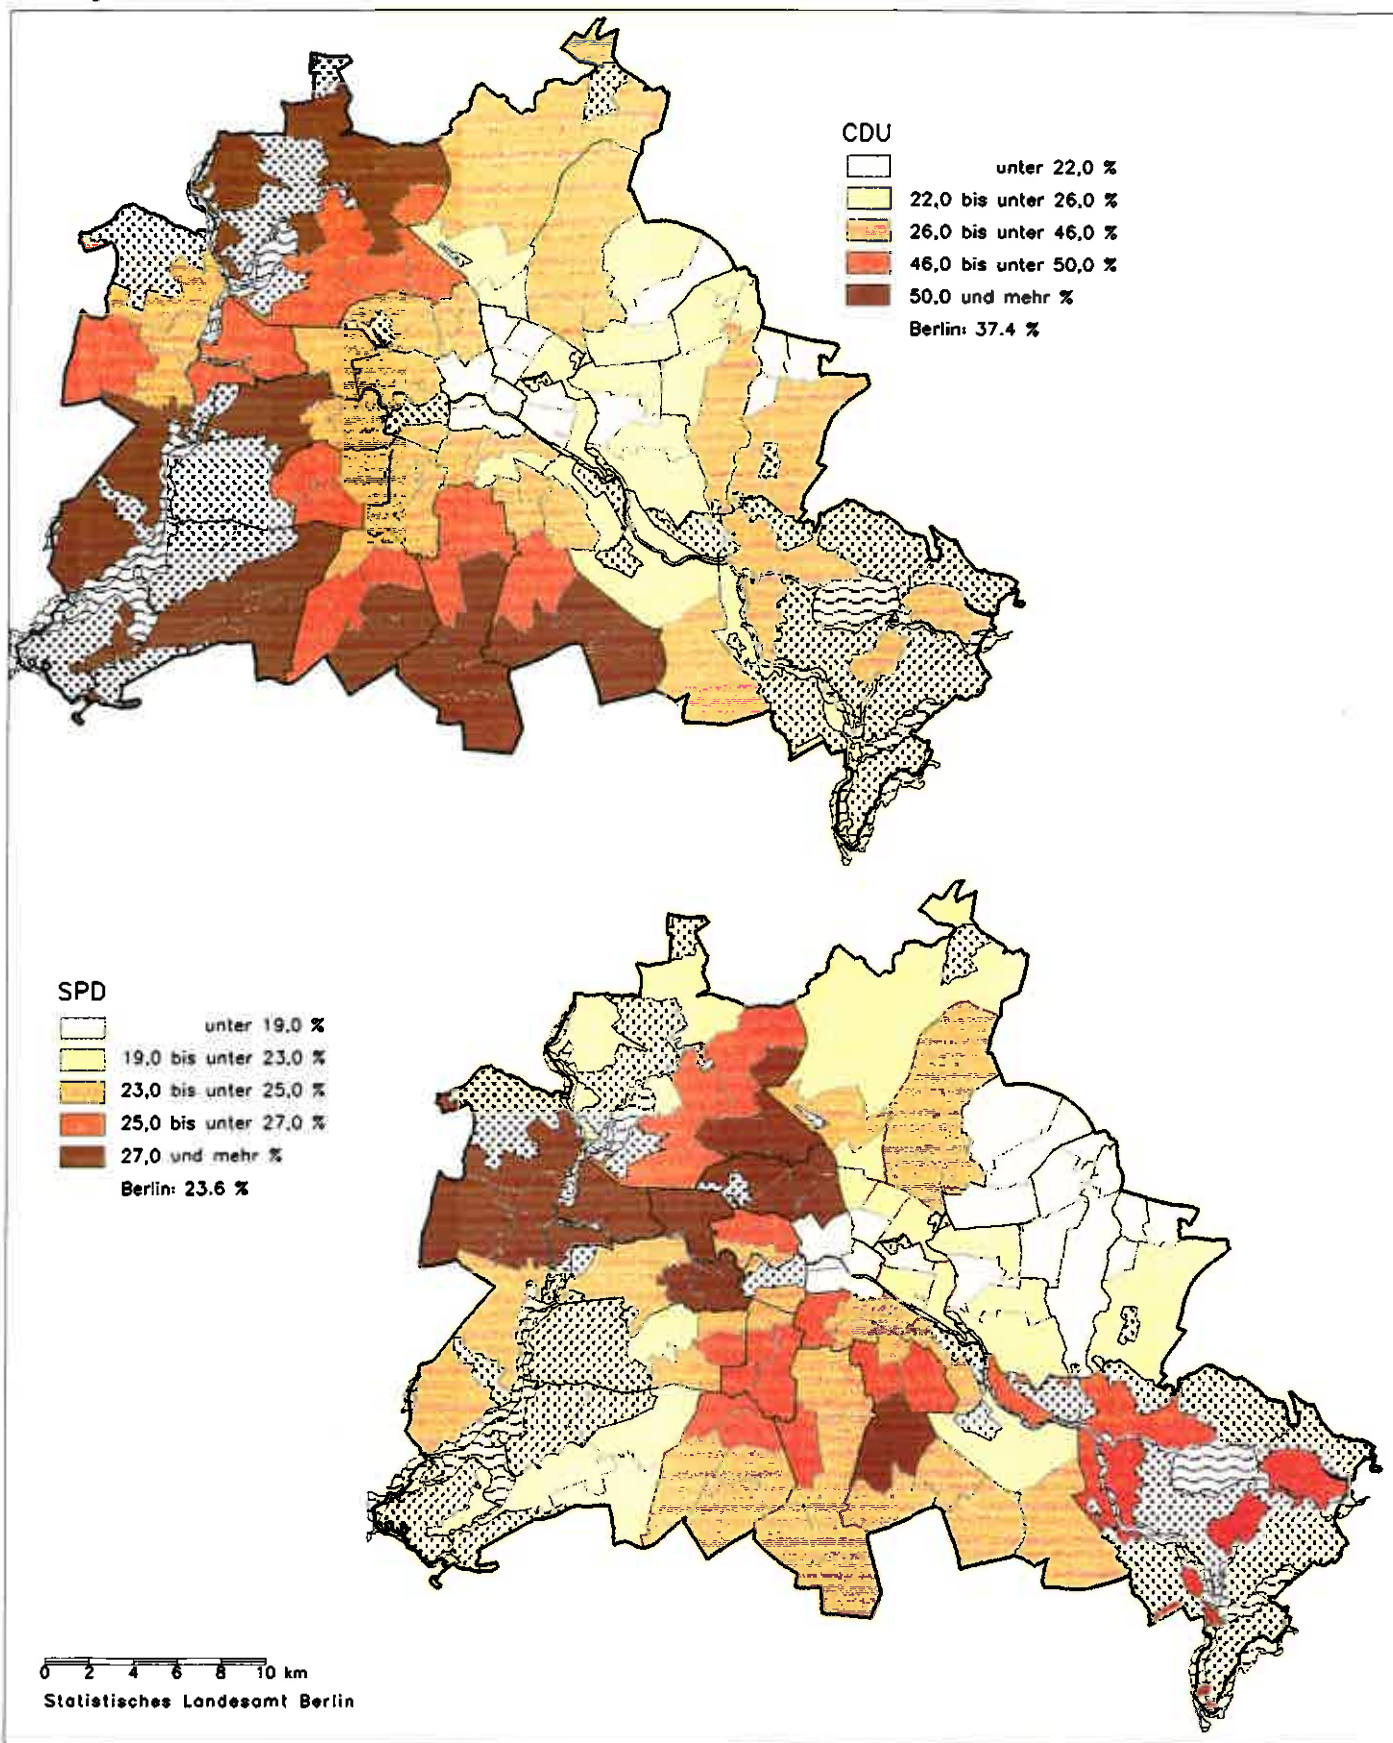 CDU
unter 22,0 %
22,0 bis unter 26,0 %
26,0 bis unter 46,0 %
46,0 bis unter 50,0 %
50,0 und mehr %
Berlin: 37.4 %
SPD
unter 19,0 %
19,0 bis unter 23,0 %
23,0 bis unter 25,0 %
25,0 bis unter 27,0 %
27,0 und mehr %
Berlin: 23.6 %
0 2 4 6 8 10 km
Statistisches Landesamt Berlin